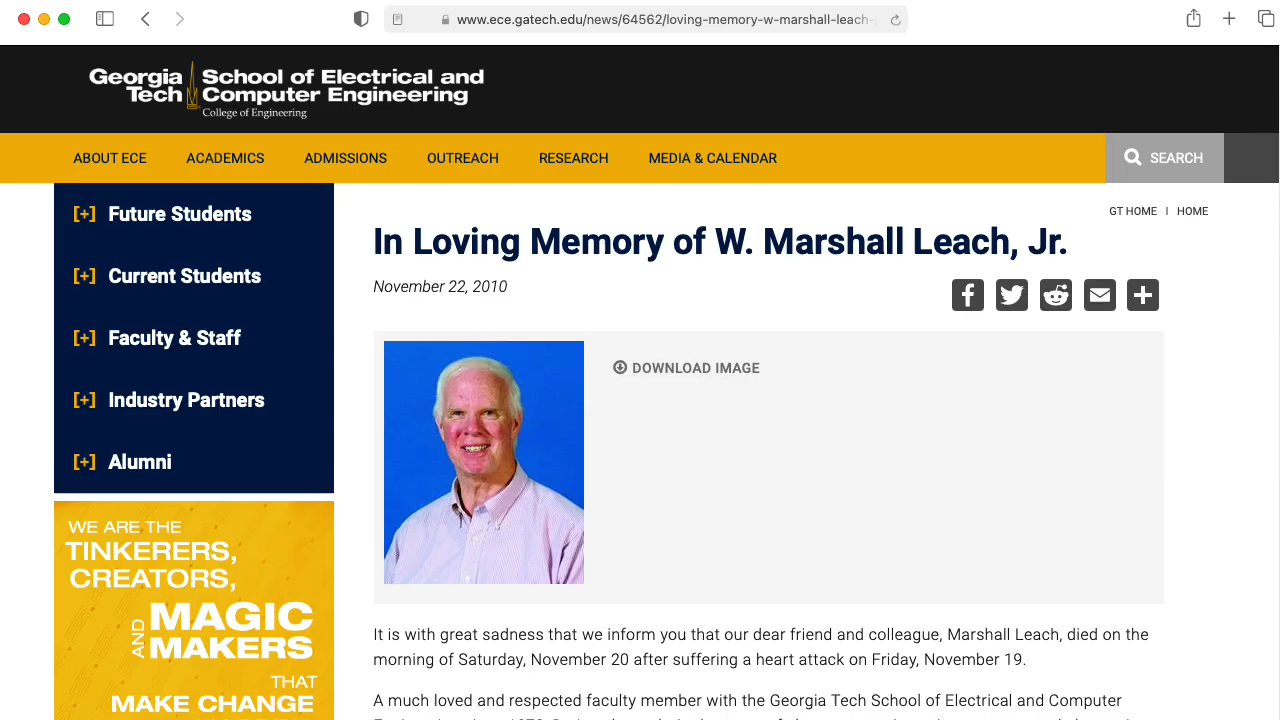 www.ece.gatech.edu/news/64562/loving-memory-w-marshall-leach-
Georgia Tech
School of Electrical and
Computer Engineering
College of Engineering
ABOUT ECE ACADEMICS ADMISSIONS OUTREACH RESEARCH MEDIA & CALENDAR SEARCH
[+] Future Students
[+] Current Students
[+] Faculty & Staff
[+] Industry Partners
[+] Alumni
WE ARE THE
TINKERERS,
CREATORS,
AND MAGIC
MAKERS
THAT
MAKE CHANGE
GT HOME | HOME
In Loving Memory of W. Marshall Leach, Jr.
November 22, 2010
DOWNLOAD IMAGE
It is with great sadness that we inform you that our dear friend and colleague, Marshall Leach, died on the
morning of Saturday, November 20 after suffering a heart attack on Friday, November 19.
A much loved and respected faculty member with the Georgia Tech School of Electrical and Computer